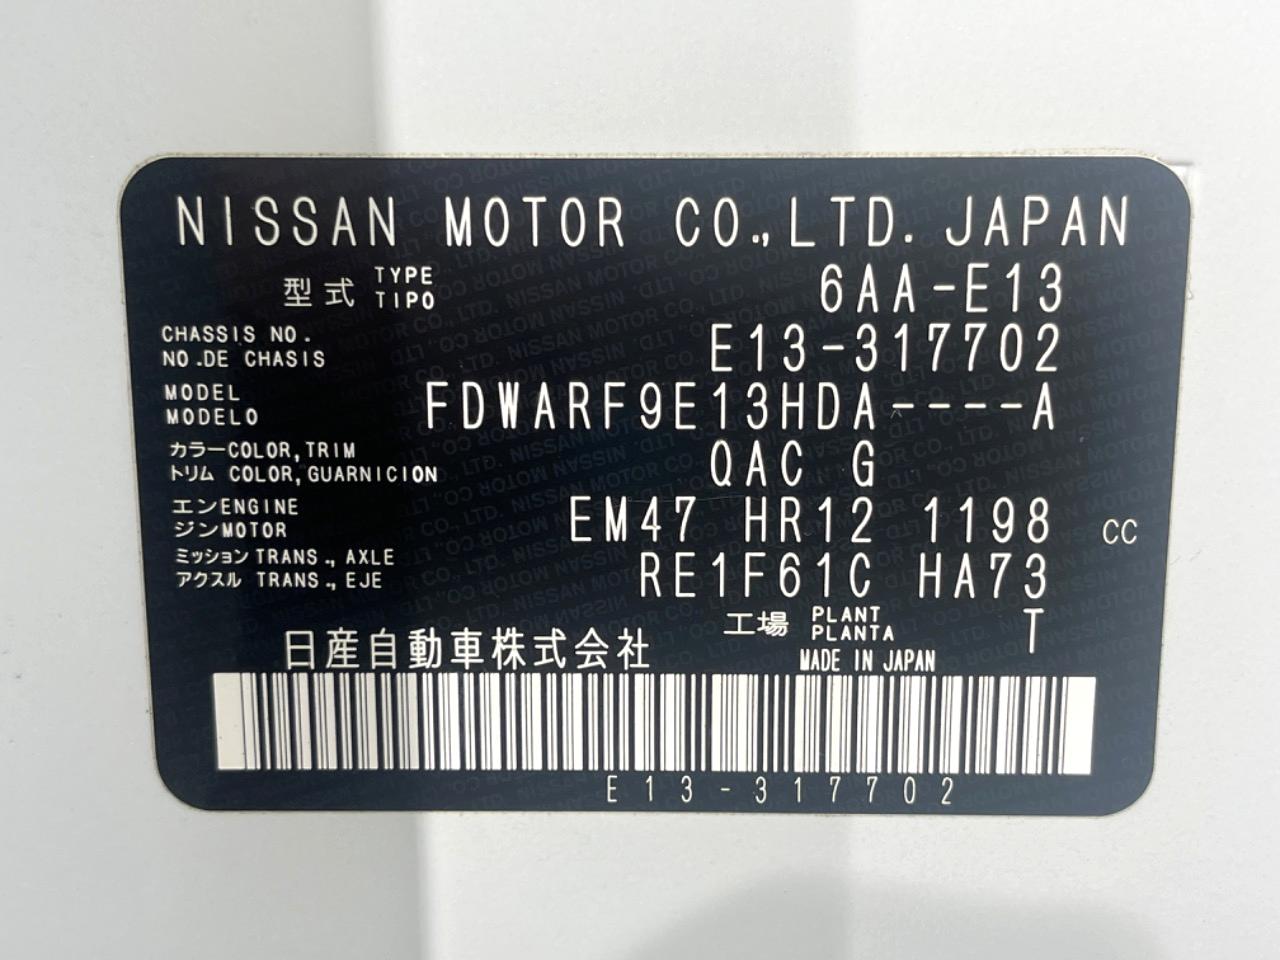 NISSAN MOTOR CO.,LTD. JAPAN
型式 TYPE TIPO 6AA-E13
CHASSIS NO. E13-317702
NO.DE CHASIS
MODEL FDWARF9E13HDA----A
MODELO
カラーCOLOR,TRIM QAC G
トリム COLOR,GUARNICION
エンENGINE EM47 HR12 1198 CC
ジンMOTOR
ミッションTRANS., AXLE RE1F61C HA73
アクスル TRANS., EJE
工場 PLANT PLANTA T
日産自動車株式会社 MADE IN JAPAN
E13-317702